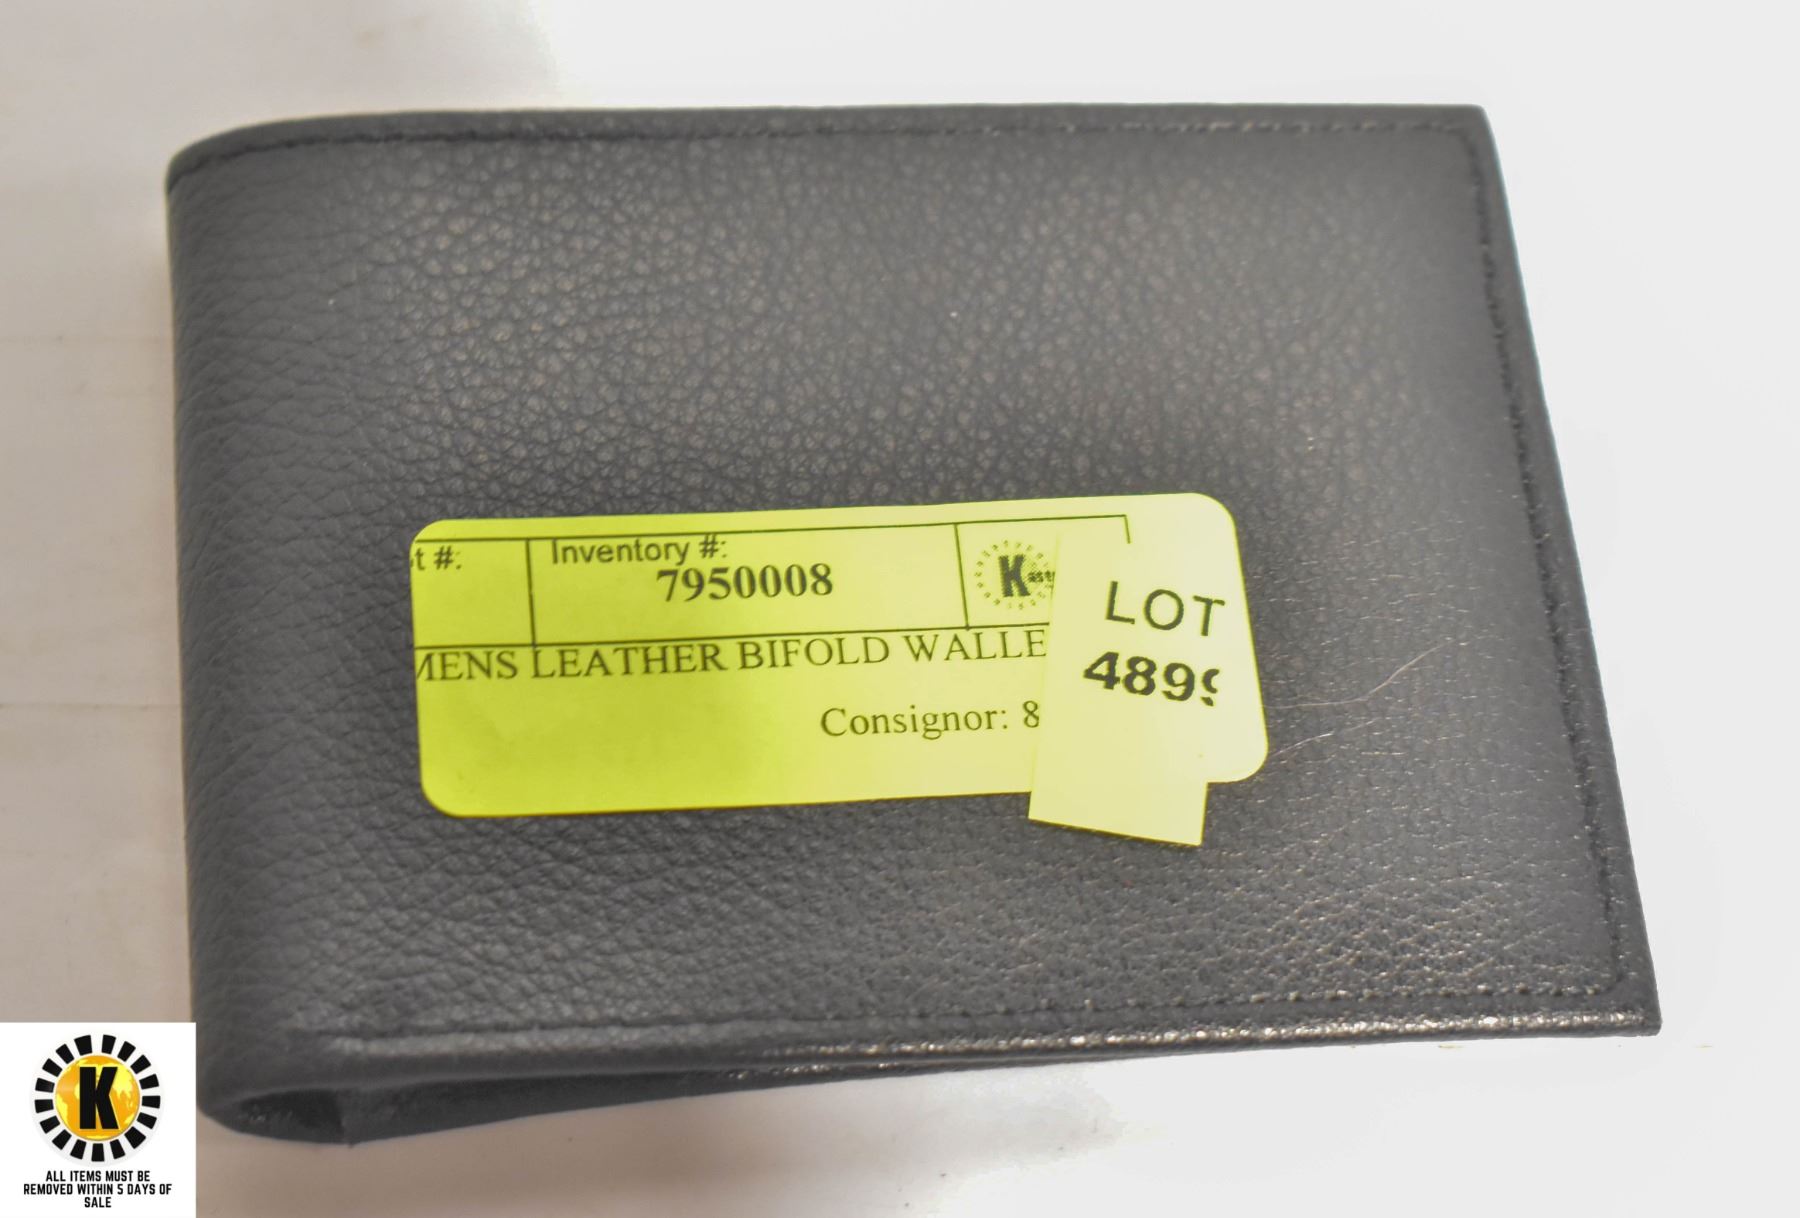 t #:
Inventory #:
7950008
K
LOT
MENS LEATHER BIFOLD WALLE
489
Consignor: 8
K
ALL ITEMS MUST BE
REMOVED WITHIN 5 DAYS OF
SALE